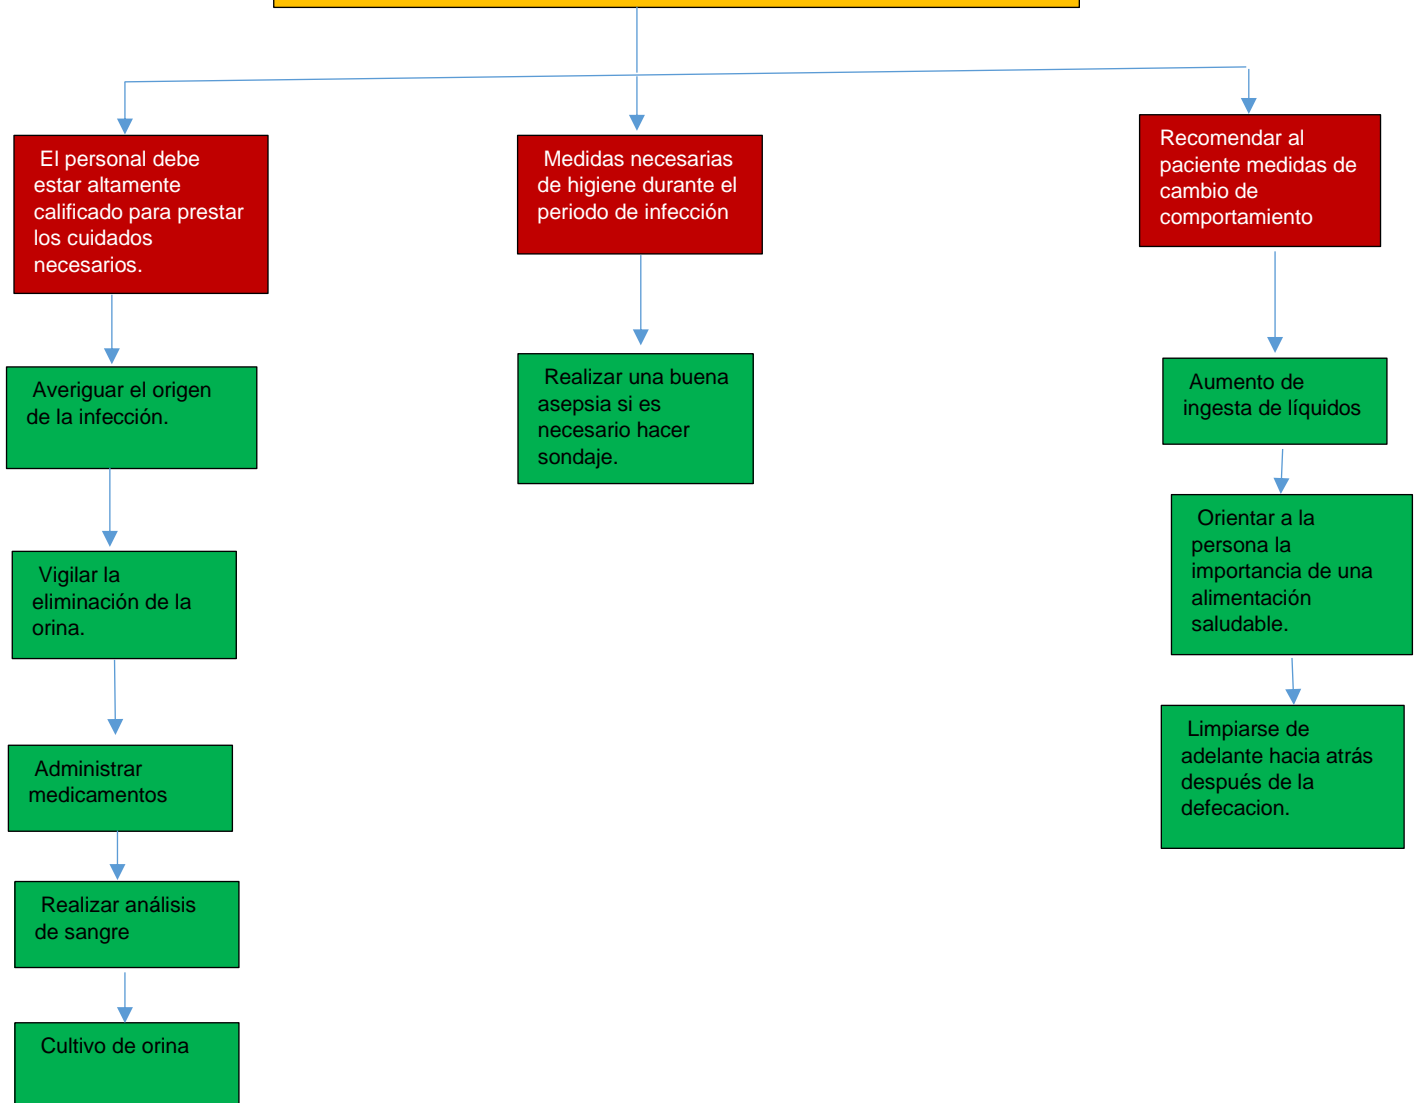 El personal debe
estar altamente
calificado para prestar
los cuidados
necesarios.
Medidas necesarias
de higiene durante el
periodo de infección
Recomendar al
paciente medidas de
cambio de
comportamiento
Averiguar el origen
de la infección.
Realizar una buena
asepsia si es
necesario hacer
sondaje.
Aumento de
ingesta de líquidos
Orientar a la
persona la
importancia de una
alimentación
saludable.
Vigilar la
eliminación de la
orina.
Limpiarse de
adelante hacia atrás
después de la
defecacion.
Administrar
medicamentos
Realizar análisis
de sangre
Cultivo de orina